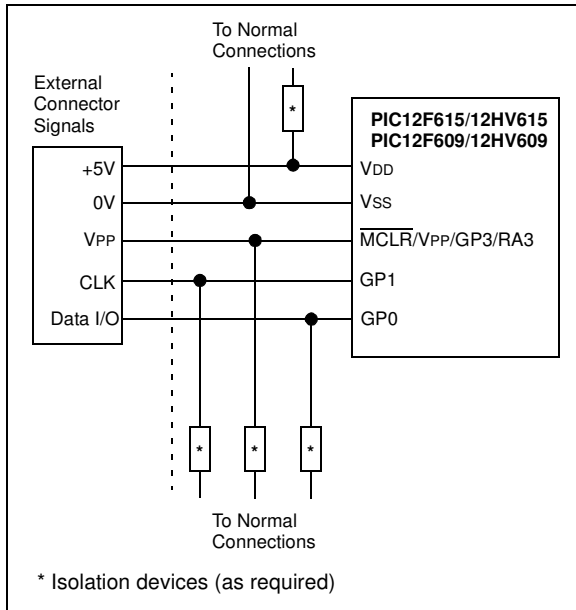 To Normal
Connections
External
Connector
Signals
*
PIC12F615/12HV615
PIC12F609/12HV609
+5V
VDD
0V
VSS
VPP
MCLR/VPP/GP3/RA3
CLK
GP1
Data I/O
GP0
*
*
*
To Normal
Connections
* Isolation devices (as required)